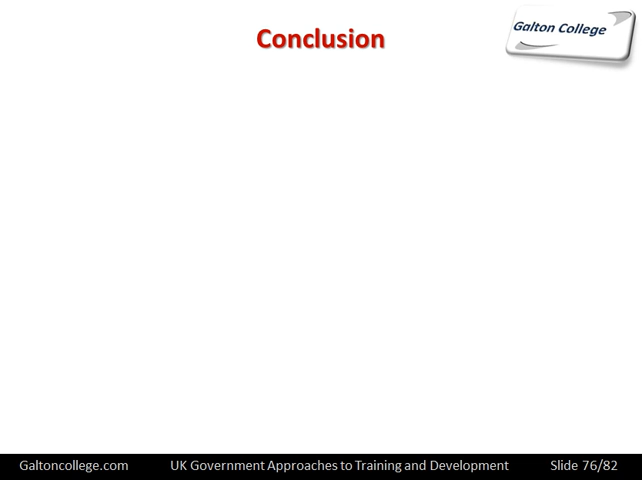 Conclusion
Galton College
Galtoncollege.com UK Government Approaches to Training and Development Slide 76/82